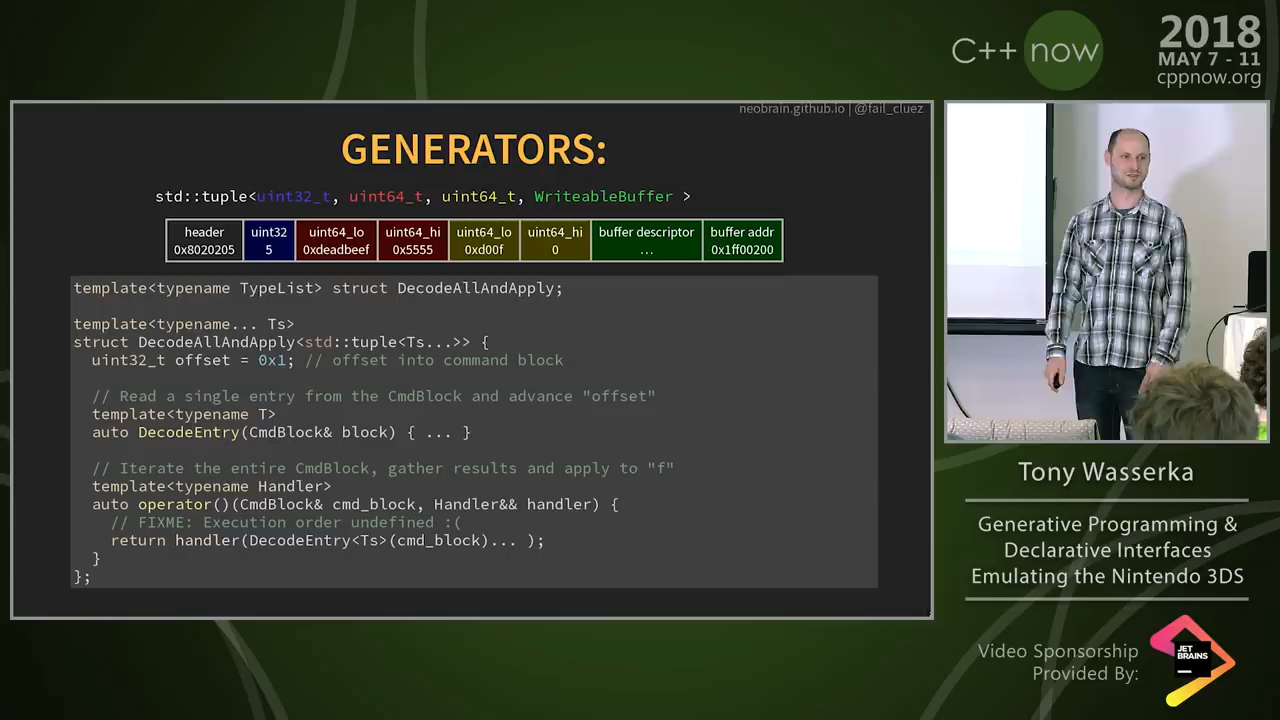 C++ now
2018
MAY 7 - 11
cppnow.org
neobrain.github.io | @fail_cluez
GENERATORS:
std::tuple<uint32_t, uint64_t, uint64_t, WriteableBuffer >
header uint32 uint64_lo uint64_hi uint64_lo uint64_hi buffer descriptor buffer addr
0x8020205 5 0xdeadbeef 0x5555 0xd00f 0 ... 0x1ff00200
template<typename TypeList> struct DecodeAllAndApply;
template<typename... Ts>
struct DecodeAllAndApply<std::tuple<Ts...>> {
uint32_t offset = 0x1; // offset into command block
// Read a single entry from the CmdBlock and advance "offset"
template<typename T>
auto DecodeEntry(CmdBlock& block) { ... }
// Iterate the entire CmdBlock, gather results and apply to "f"
template<typename Handler>
auto operator()(CmdBlock& cmd_block, Handler&& handler) {
// FIXME: Execution order undefined :(
return handler(DecodeEntry<Ts>(cmd_block)... );
}
};
Tony Wasserka
Generative Programming &
Declarative Interfaces
Emulating the Nintendo 3DS
Video Sponsorship
Provided By:
JET
BRAINS